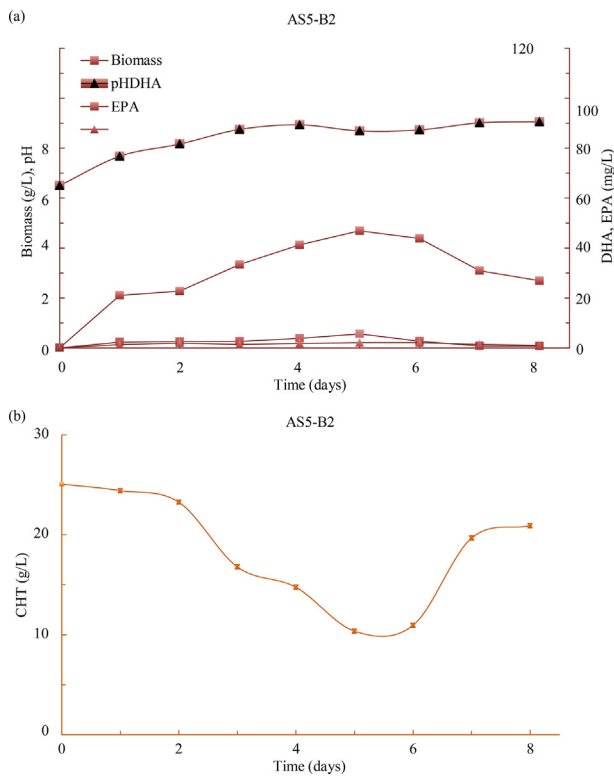 (a)
AS5-B2
120
Biomass
pHDHA
EPA
100
8
80
6
60
4
40
2
20
0
0
Biomass (g/L), pH
DHA, EPA (mg/L)
0 2 4 6 8
Time (days)
(b)
AS5-B2
30
20
10
0
CHT (g/L)
0 2 4 6 8
Time (days)